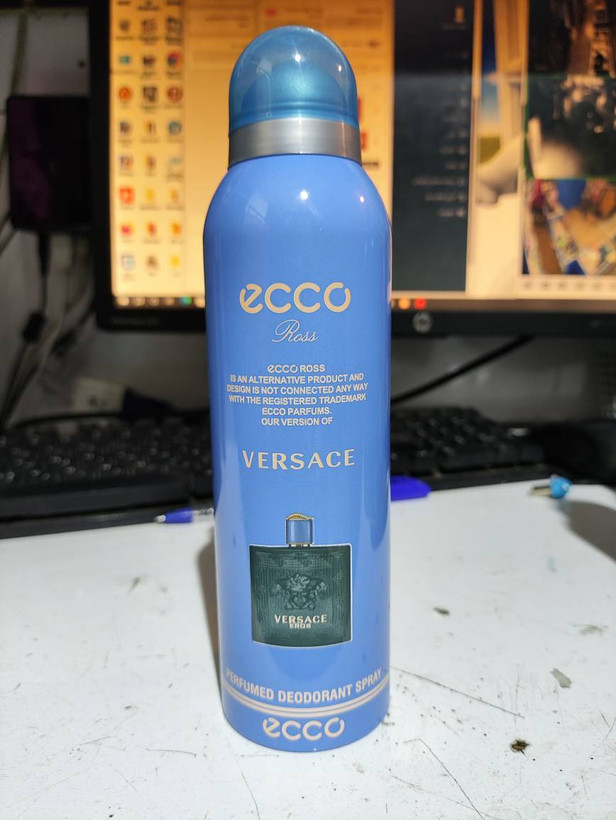 ecco
Ross
ecco ROSS
IS AN ALTERNATIVE PRODUCT AND
DESIGN IS NOT CONNECTED ANY WAY
WITH THE REGISTERED TRADEMARK
ECCO PARFUMS.
OUR VERSION OF
VERSACE
VERSACE
EROS
PERFUMED DEODORANT SPRAY
ecco